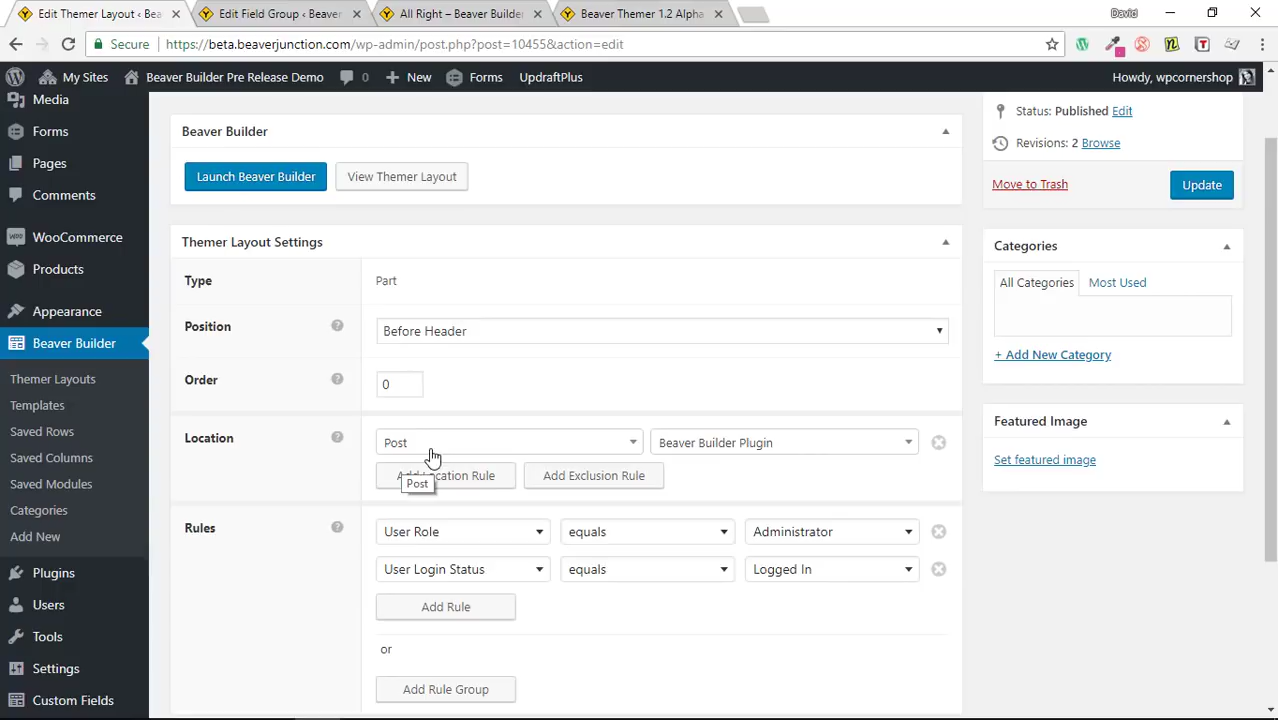 Edit Themer Layout ‹ Bea
Edit Field Group ‹ Beaver
All Right – Beaver Builder
Beaver Themer 1.2 Alpha
David
Secure
https://beta.beaverjunction.com/wp-admin/post.php?post=10455&action=edit
My Sites
Beaver Builder Pre Release Demo
0
New
Forms
UpdraftPlus
Howdy, wpcornershop
Media
Forms
Pages
Comments
WooCommerce
Products
Appearance
Beaver Builder
Themer Layouts
Templates
Saved Rows
Saved Columns
Saved Modules
Categories
Add New
Plugins
Users
Tools
Settings
Custom Fields
Beaver Builder
Launch Beaver Builder
View Themer Layout
Themer Layout Settings
Type
Part
Position
?
Before Header
Order
?
0
Location
?
Post
Beaver Builder Plugin
Add Location Rule
Add Exclusion Rule
Post
Rules
?
User Role
equals
Administrator
User Login Status
equals
Logged In
Add Rule
or
Add Rule Group
Status: Published Edit
Revisions: 2 Browse
Move to Trash
Update
Categories
All Categories
Most Used
+ Add New Category
Featured Image
Set featured image